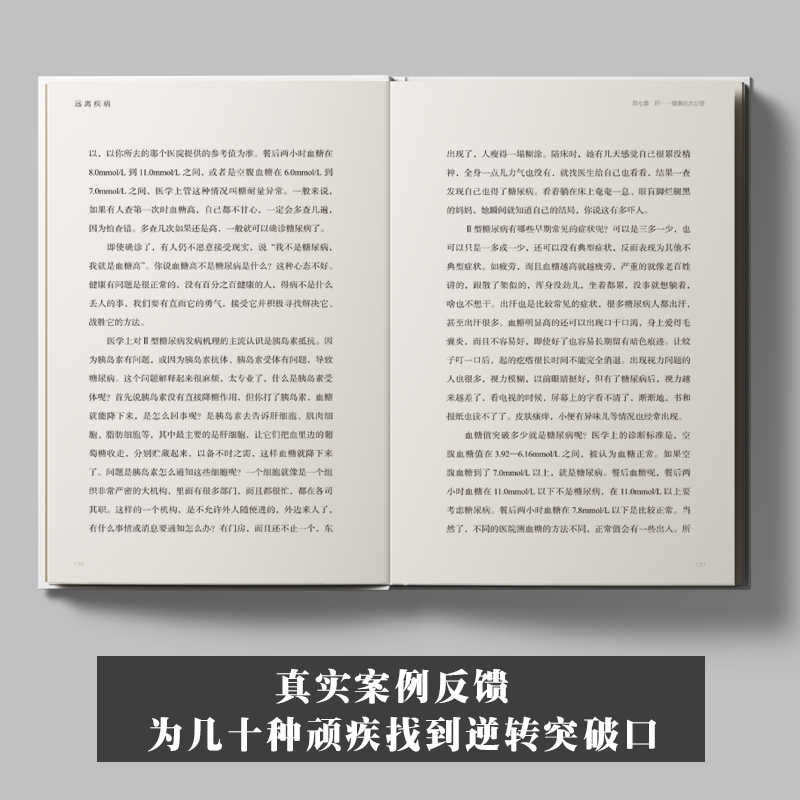 远离疾病
以，以你所去的那个医院提供的参考值为准。餐后两小时血糖在
8.0mmol/L 到 11.0mmol/L 之间，或者是空腹血糖在 6.0mmol/L 到
7.0mmol/L 之间，医学上管这种情况叫糖耐量异常。一般来说，
如果有人查第一次时血糖高，自己都不甘心，一定会多查几遍，
因为怕查错。多查几次如果还是高，一般就可以确诊糖尿病了。
即使确诊了，有人仍不愿意接受现实，说“我不是糖尿病，
我就是血糖高”。你说血糖高不是糖尿病是什么？这种心态不好。
健康有问题是很正常的，没有百分之百健康的人，得病不是什么
丢人的事，我们要有直面它的勇气，接受它并积极寻找解决它、
战胜它的方法。
医学上对Ⅱ型糖尿病发病机理的主流认识是胰岛素抵抗。因
为胰岛素有问题，或因为胰岛素抗体、胰岛素受体有问题，导致
糖尿病。这个问题解释起来很麻烦，太专业了，什么是胰岛素受
体呢？首先说胰岛素没有直接降糖作用，但你打了胰岛素，血糖
就能降下来，是怎么回事呢？是胰岛素去告诉肝细胞、肌肉细
胞、脂肪细胞等，其中最主要的是肝细胞，让它们把血里边的葡
萄糖收走，分别贮藏起来，以备不时之需，这样血糖就降下来
了。问题是胰岛素怎么通知这些细胞呢？一个细胞就像是一个组
织非常严密的大机构，里面有很多部门，而且都很忙，都在各司
其职。这样的一个机构，是不允许外人随便进的，外边来人了，
有什么事情或消息要通知怎么办？有门房，而且还不止一个，东
第七章 肝——健康的大总管
出现了，人瘦得一塌糊涂。陪床时，她有几天感觉自己很累没精
神，全身一点儿力气也没有，就找医生给自己也看看，结果一查
发现自己也得了糖尿病。看着躺在床上奄奄一息、眼盲脚烂腿黑
的妈妈，她瞬间就知道自己的结局，你说这有多吓人。
Ⅱ型糖尿病有哪些早期常见的症状呢？可以是三多一少，也
可以只是一多或一少，还可以没有典型症状，反而表现为其他不
典型症状。如疲劳，而且血糖越高就越疲劳，严重的就像老百姓
讲的，跟散了架似的，浑身没劲儿，坐着都累，没事就想躺着，
啥也不想干。出汗也是比较常见的症状，很多糖尿病人都出汗，
甚至出汗很多。血糖明显高的还可以出现口干口渴，身上爱得毛
囊炎，而且不容易好，即使好了也容易长期留有暗色痕迹。让蚊
子叮一口后，起的疙瘩很长时间不能完全消退。出现视力问题的
人也很多，视力模糊，以前眼睛挺好，但有了糖尿病后，视力越
来越差了，看电视的时候，屏幕上的字看不清了，渐渐地，书和
报纸也读不了了。皮肤瘙痒，小便有异味儿等情况也经常出现。
血糖值突破多少就是糖尿病呢？医学上的诊断标准是，空
腹血糖值在 3.92—6.16mmol/L 之间，被认为血糖正常。如果空
腹血糖到了 7.0mmol/L 以上，就是糖尿病。餐后血糖呢，餐后两
小时血糖在 11.0mmol/L 以下不是糖尿病，在 11.0mmol/L 以上要
考虑糖尿病。餐后两小时血糖在 7.8mmol/L 以下是比较正常。当
然了，不同的医院测血糖的方法不同，正常值会有一些出入。所
181
真实案例反馈
为几十种顽疾找到逆转突破口